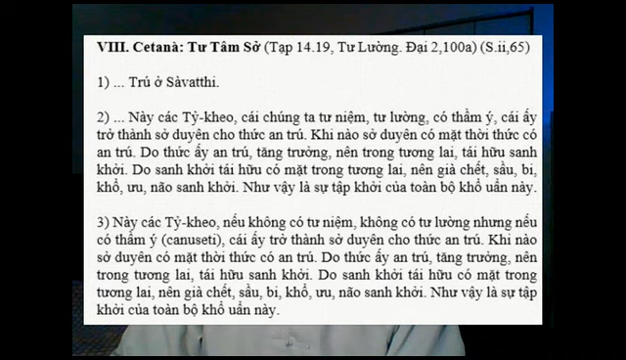 VIII. Cetanà: Tư Tâm Sở (Tạp 14.19, Tư Lường. Đại 2,100a) (S.ii,65)
1) ... Trú ở Sàvatthi.
2) ... Này các Tỷ-kheo, cái chúng ta tư niệm, tư lường, có thầm ý, cái ấy
trở thành sở duyên cho thức an trú. Khi nào sở duyên có mặt thời thức có
an trú. Do thức ấy an trú, tăng trưởng, nên trong tương lai, tái hữu sanh
khởi. Do sanh khởi tái hữu có mặt trong tương lai, nên già chết, sầu, bi,
khổ, ưu, não sanh khởi. Như vậy là sự tập khởi của toàn bộ khổ uẩn này.
3) Này các Tỷ-kheo, nếu không có tư niệm, không có tư lường nhưng nếu
có thầm ý (canuseti), cái ấy trở thành sở duyên cho thức an trú. Khi nào
sở duyên có mặt thời thức có an trú. Do thức ấy an trú, tăng trưởng, nên
trong tương lai, tái hữu sanh khởi. Do sanh khởi tái hữu có mặt trong
tương lai, nên già chết, sầu, bi, khổ, ưu, não sanh khởi. Như vậy là sự tập
khởi của toàn bộ khổ uẩn này.